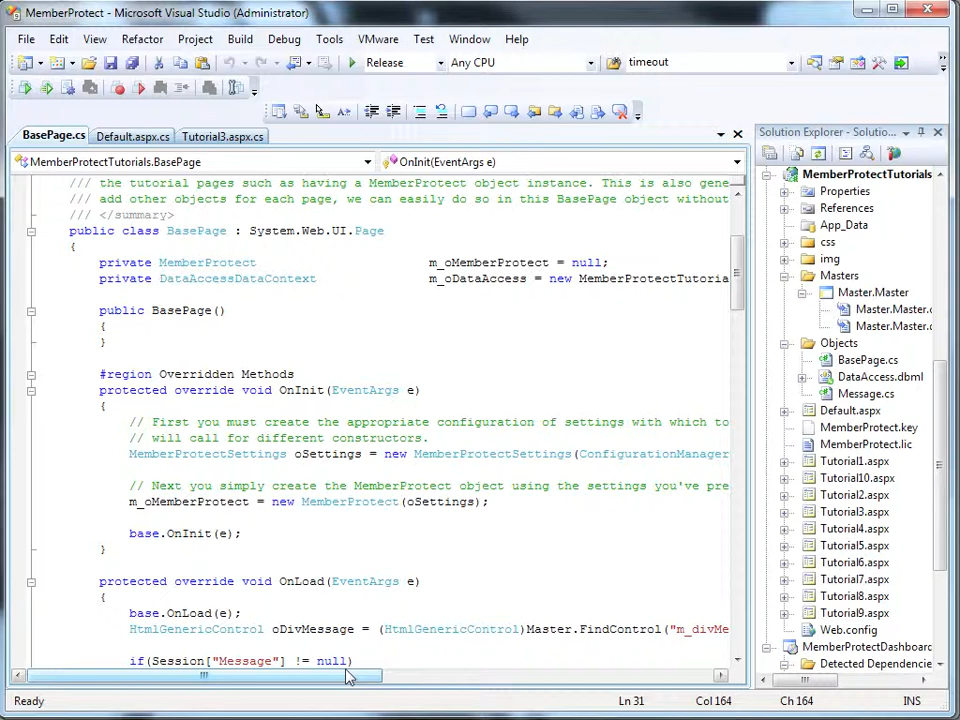 MemberProtect - Microsoft Visual Studio (Administrator)
File Edit View Refactor Project Build Debug Tools VMware Test Window Help
Release Any CPU timeout
BasePage.cs Default.aspx.cs Tutorial3.aspx.cs
MemberProtectTutorials.BasePage OnInit(EventArgs e)
/// the tutorial pages such as having a MemberProtect object instance. This is also gene
/// add other objects for each page, we can easily do so in this BasePage object without
/// </summary>
public class BasePage : System.Web.UI.Page
{
private MemberProtect m_oMemberProtect = null;
private DataAccessDataContext m_oDataAccess = new MemberProtectTutoria
public BasePage()
{
}
#region Overridden Methods
protected override void OnInit(EventArgs e)
{
// First you must create the appropriate configuration of settings with which to
// will call for different constructors.
MemberProtectSettings oSettings = new MemberProtectSettings(ConfigurationManager
// Next you simply create the MemberProtect object using the settings you've pre
m_oMemberProtect = new MemberProtect(oSettings);
base.OnInit(e);
}
protected override void OnLoad(EventArgs e)
{
base.OnLoad(e);
HtmlGenericControl oDivMessage = (HtmlGenericControl)Master.FindControl("m_divMe
if(Session["Message"] != null)
Solution Explorer - Solutio...
MemberProtectTutorials
Properties
References
App_Data
css
img
Masters
Master.Master
Master.Master.c
Master.Master.c
Objects
BasePage.cs
DataAccess.dbml
Message.cs
Default.aspx
MemberProtect.key
MemberProtect.lic
Tutorial1.aspx
Tutorial10.aspx
Tutorial2.aspx
Tutorial3.aspx
Tutorial4.aspx
Tutorial5.aspx
Tutorial6.aspx
Tutorial7.aspx
Tutorial8.aspx
Tutorial9.aspx
Web.config
MemberProtectDashboard
Detected Dependencie
Ready Ln 31 Col 164 Ch 164 INS